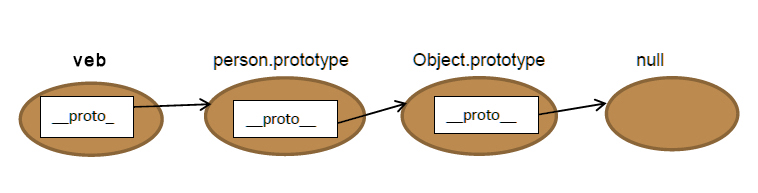 veb
person.prototype
Object.prototype
null
__proto_
__proto__
__proto__